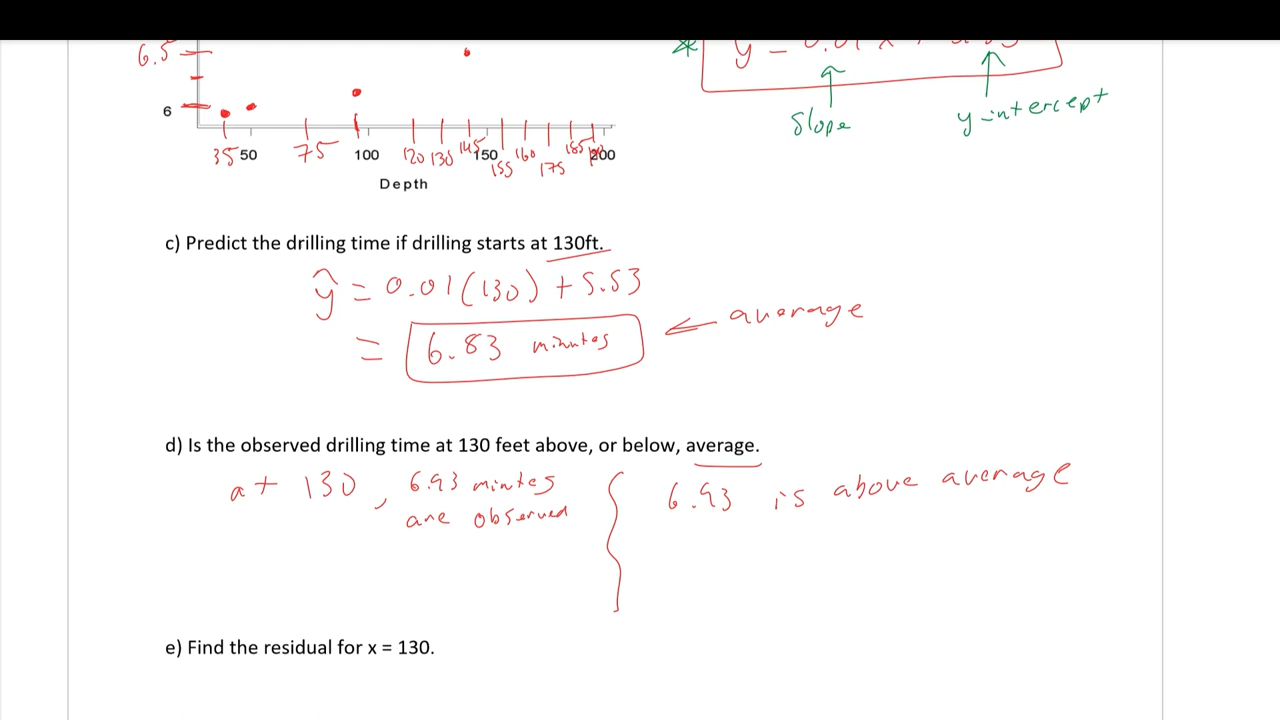 6.5
6
35 50 75 100 120 130 145 150 155 160 175 185 200
Depth
slope
y-intercept
c) Predict the drilling time if drilling starts at 130ft.
ŷ = 0.01(130) + 5.53
= 6.83 minutes
average
d) Is the observed drilling time at 130 feet above, or below, average.
at 130, 6.93 mintes
are observed
6.93 is above average
e) Find the residual for x = 130.